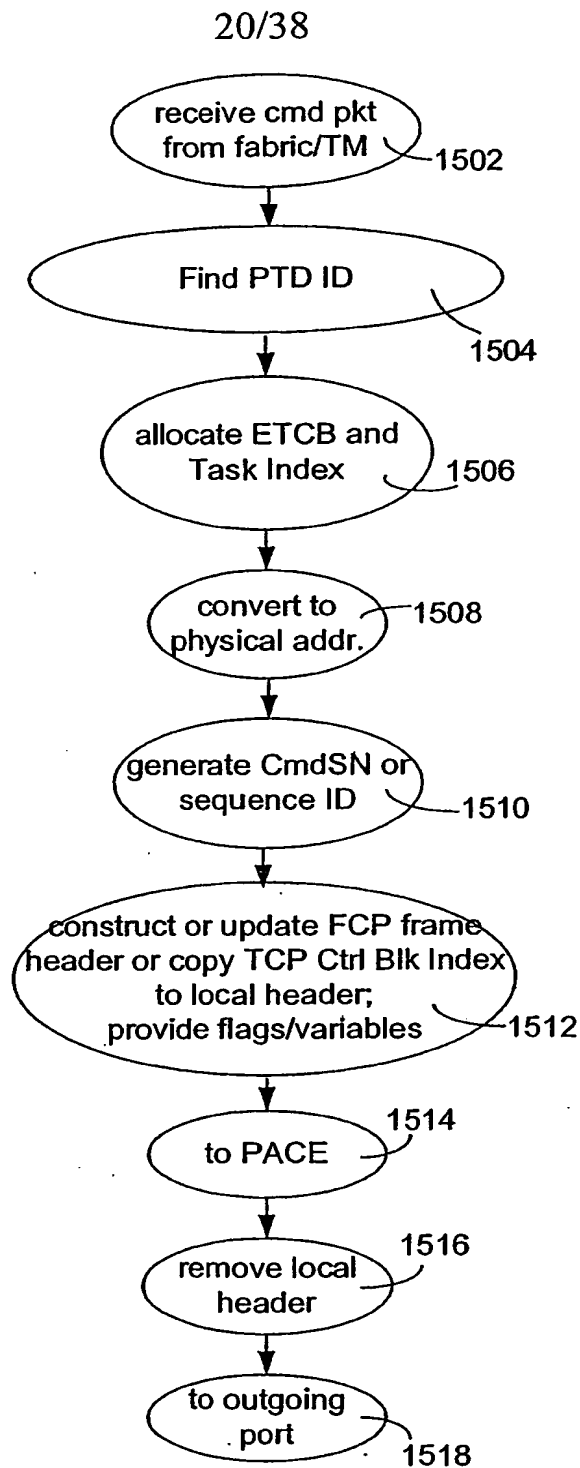 20/38
receive cmd pkt
from fabric/TM
1502
Find PTD ID
1504
allocate ETCB and
Task Index
1506
convert to
physical addr.
1508
generate CmdSN or
sequence ID
1510
construct or update FCP frame
header or copy TCP Ctrl Blk Index
to local header;
provide flags/variables
1512
to PACE
1514
remove local
header
1516
to outgoing
port
1518